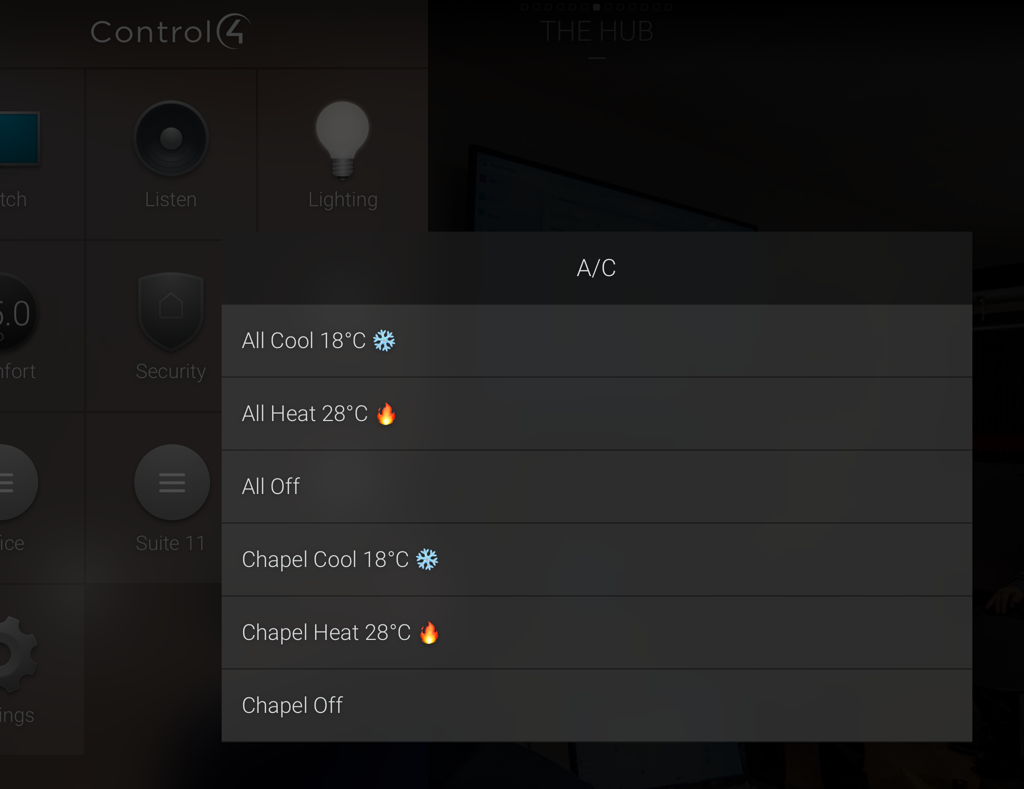 Control4
THE HUB
tch
Listen
Lighting
A/C
5.0
fort
Security
All Cool 18°C ❄️
All Heat 28°C 🔥
All Off
ice
Suite 11
Chapel Cool 18°C ❄️
Chapel Heat 28°C 🔥
ings
Chapel Off